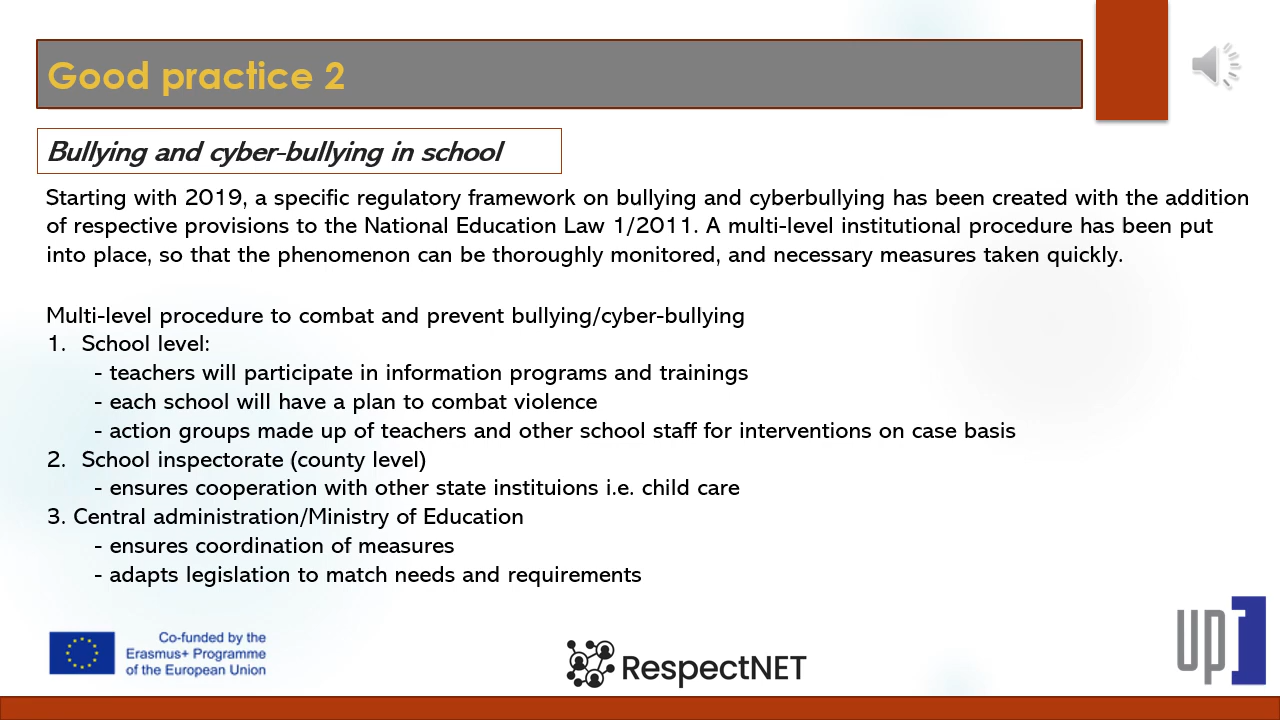 Good practice 2
Bullying and cyber-bullying in school
Starting with 2019, a specific regulatory framework on bullying and cyberbullying has been created with the addition
of respective provisions to the National Education Law 1/2011. A multi-level institutional procedure has been put
into place, so that the phenomenon can be thoroughly monitored, and necessary measures taken quickly.
Multi-level procedure to combat and prevent bullying/cyber-bullying
1. School level:
- teachers will participate in information programs and trainings
- each school will have a plan to combat violence
- action groups made up of teachers and other school staff for interventions on case basis
2. School inspectorate (county level)
- ensures cooperation with other state instituions i.e. child care
3. Central administration/Ministry of Education
- ensures coordination of measures
- adapts legislation to match needs and requirements
Co-funded by the
Erasmus+ Programme
of the European Union
RespectNET
up1